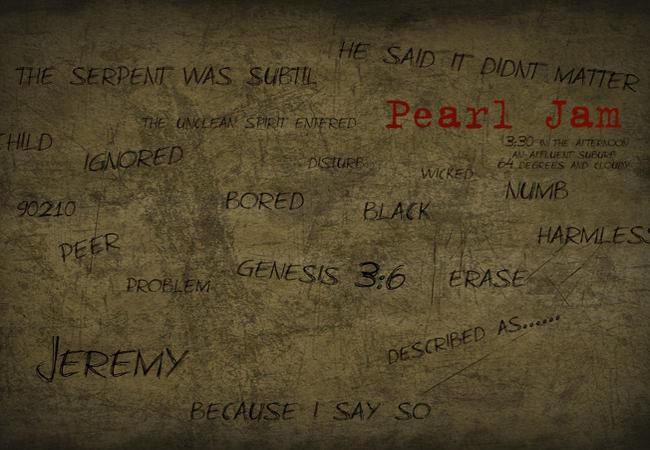 HE SAID IT DIDNT MATTER
THE SERPENT WAS SUBTIL
Pearl Jam
THE UNCLEAN SPIRIT ENTERED
3:30 IN THE AFTERNOON
AN AFFLUENT SUBURB
64 DEGREES AND CLOUDY
CHILD
IGNORED
DISTURB
WICKED
NUMB
90210
BORED
BLACK
HARMLESS
PEER
PROBLEM
GENESIS 3:6
ERASE
DESCRIBED AS......
JEREMY
BECAUSE I SAY SO